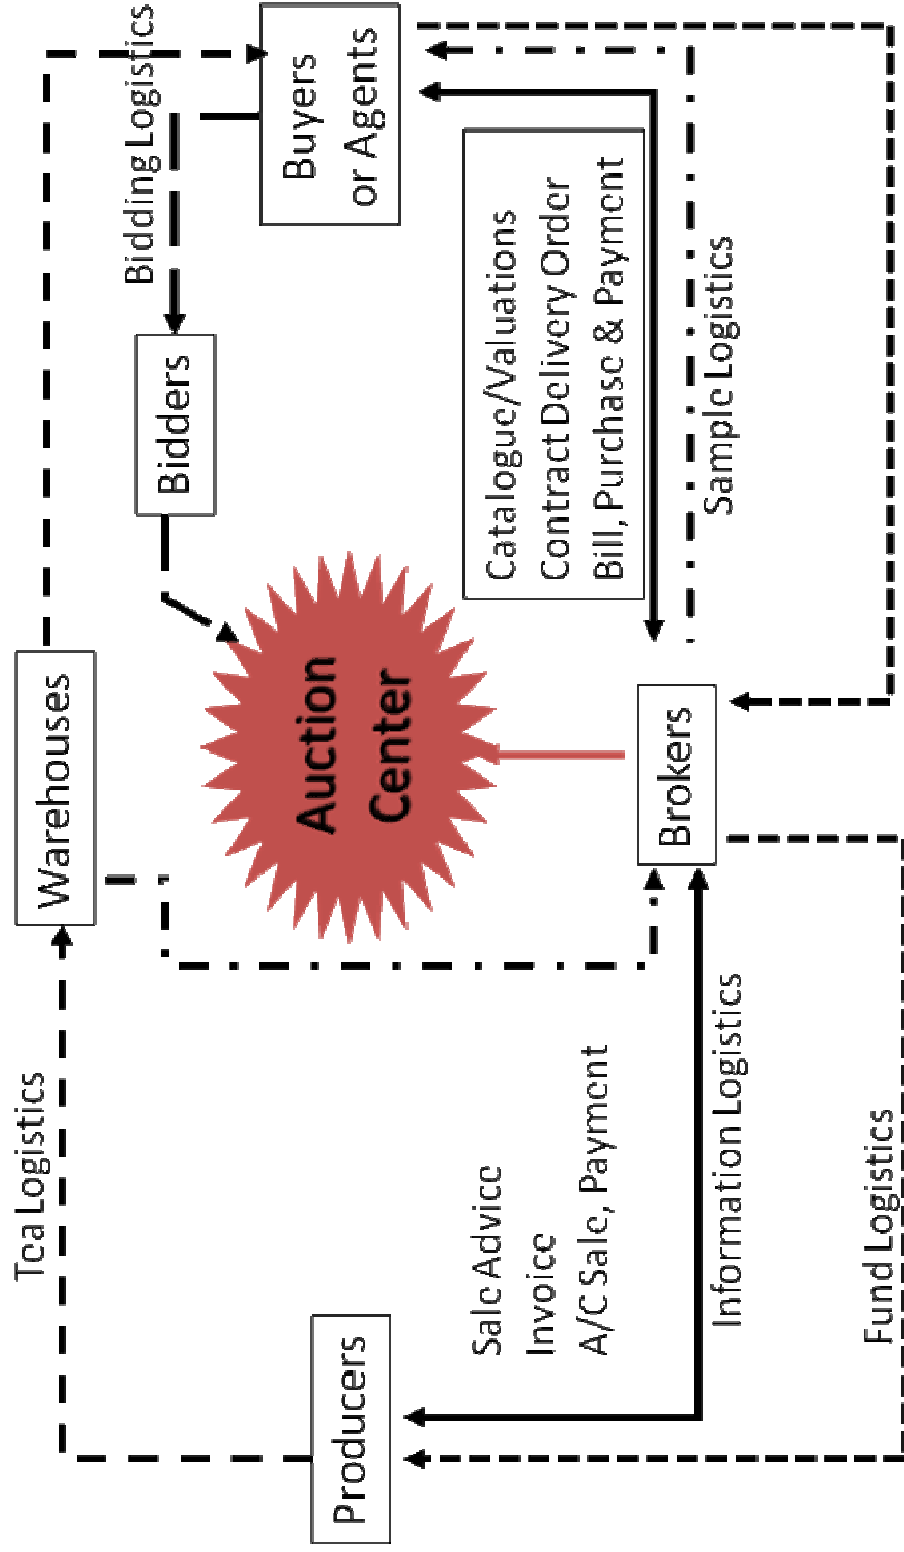 Tea Logistics
Warehouses
Bidding Logistics
Bidders
Buyers
or Agents
Producers
Auction
Center
Sale Advice
Invoice
A/C Sale, Payment
Catalogue/Valuations
Contract Delivery Order
Bill, Purchase & Payment
Brokers
Information Logistics
Sample Logistics
Fund Logistics